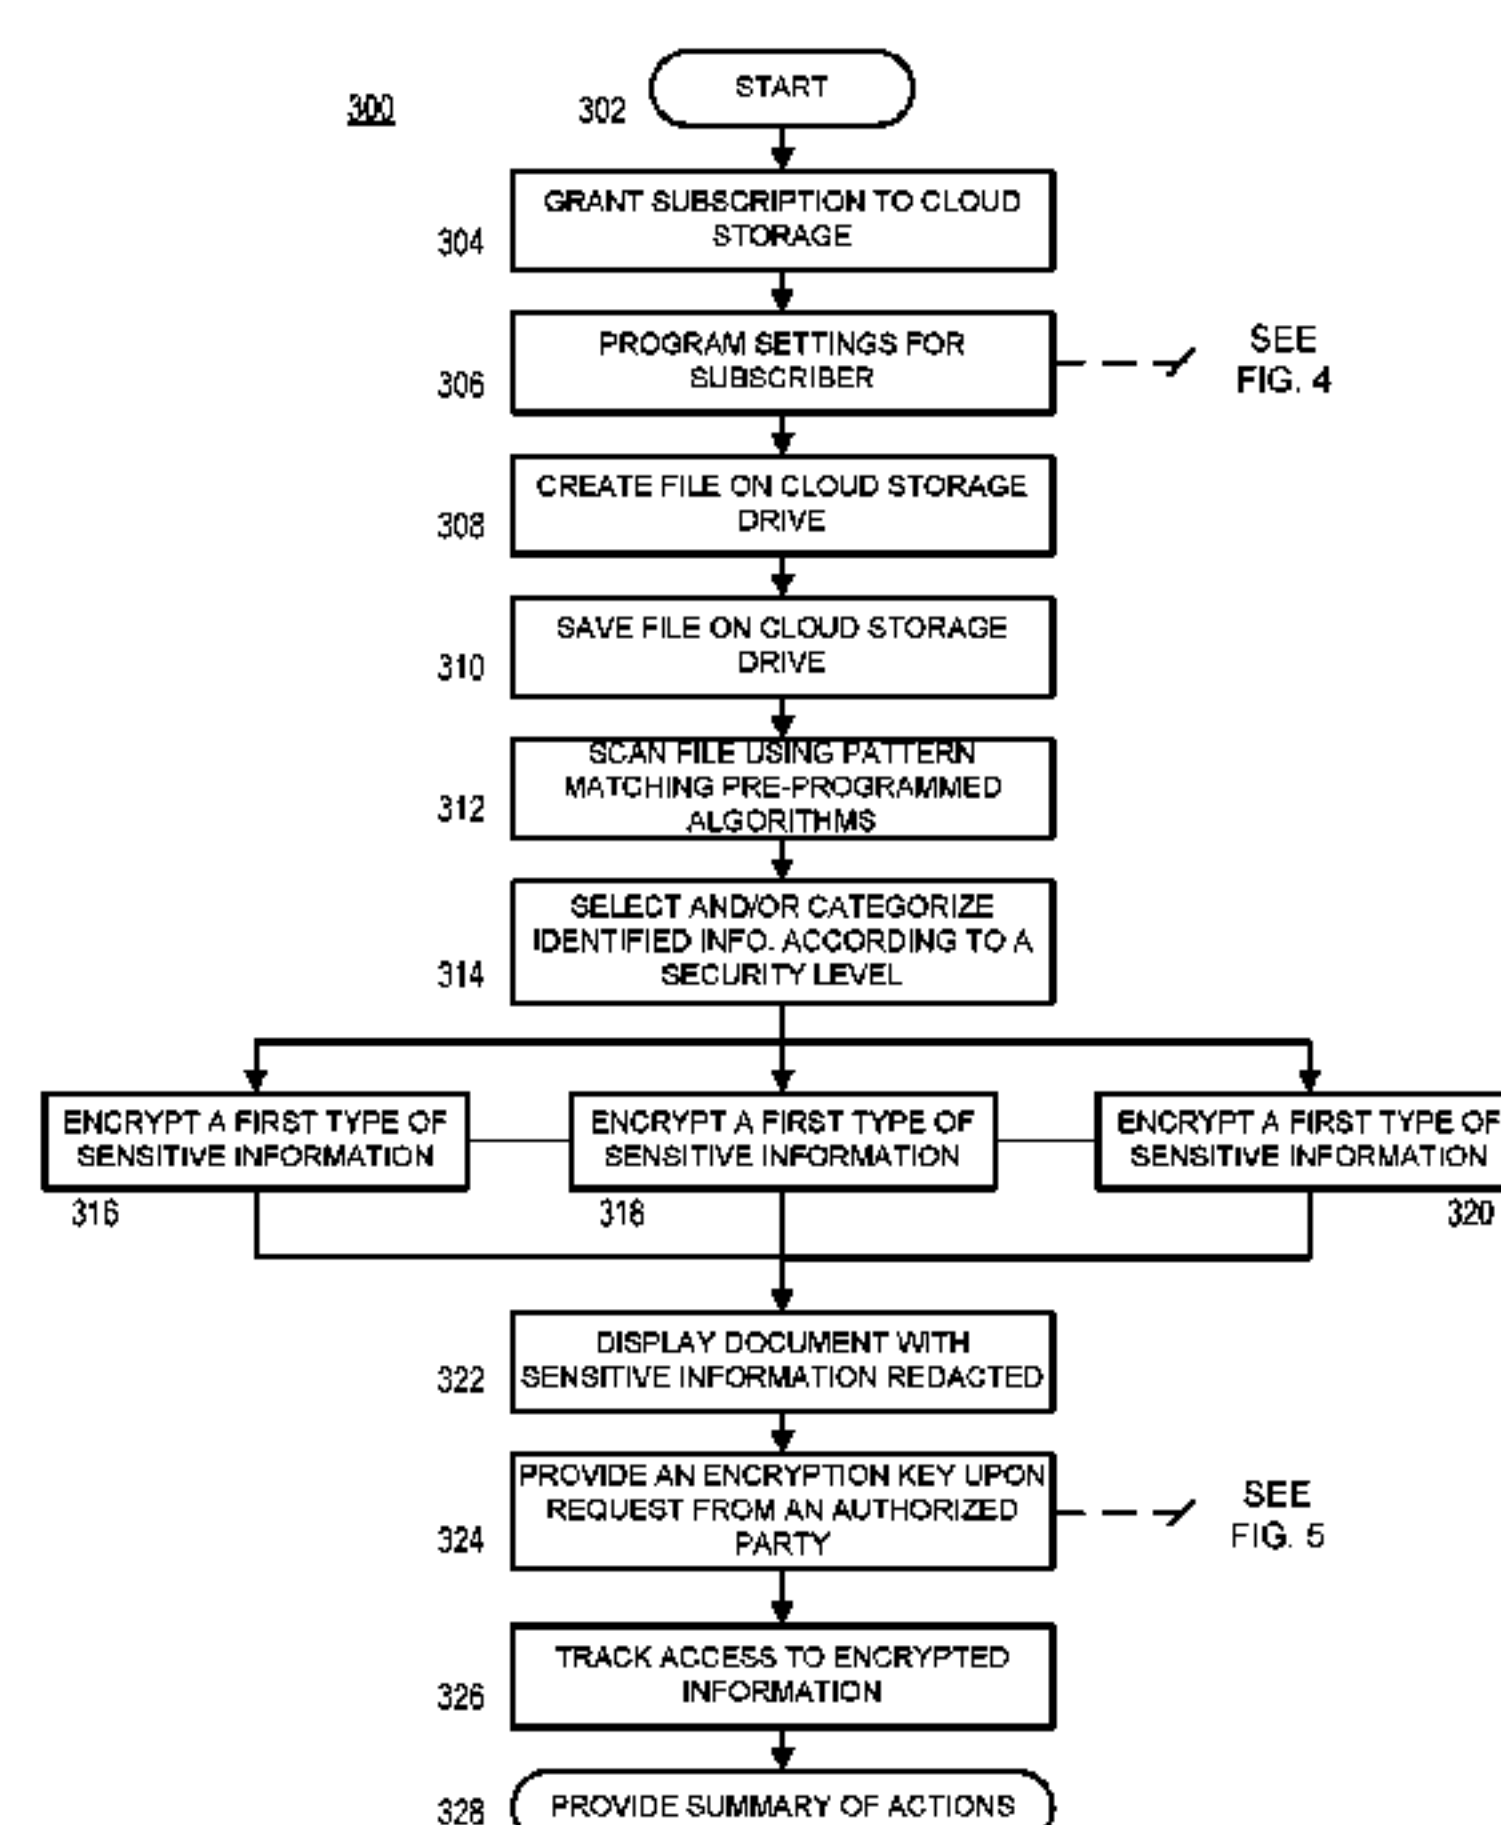 300
302
START
304
GRANT SUBSCRIPTION TO CLOUD
STORAGE
306
PROGRAM SETTINGS FOR
SUBSCRIBER
SEE
FIG. 4
308
CREATE FILE ON CLOUD STORAGE
DRIVE
310
SAVE FILE ON CLOUD STORAGE
DRIVE
312
SCAN FILE USING PATTERN
MATCHING PRE-PROGRAMMED
ALGORITHMS
314
SELECT AND/OR CATEGORIZE
IDENTIFIED INFO. ACCORDING TO A
SECURITY LEVEL
ENCRYPT A FIRST TYPE OF
SENSITIVE INFORMATION
316
ENCRYPT A FIRST TYPE OF
SENSITIVE INFORMATION
318
ENCRYPT A FIRST TYPE OF
SENSITIVE INFORMATION
320
322
DISPLAY DOCUMENT WITH
SENSITIVE INFORMATION REDACTED
324
PROVIDE AN ENCRYPTION KEY UPON
REQUEST FROM AN AUTHORIZED
PARTY
SEE
FIG. 5
326
TRACK ACCESS TO ENCRYPTED
INFORMATION
328
PROVIDE SUMMARY OF ACTIONS